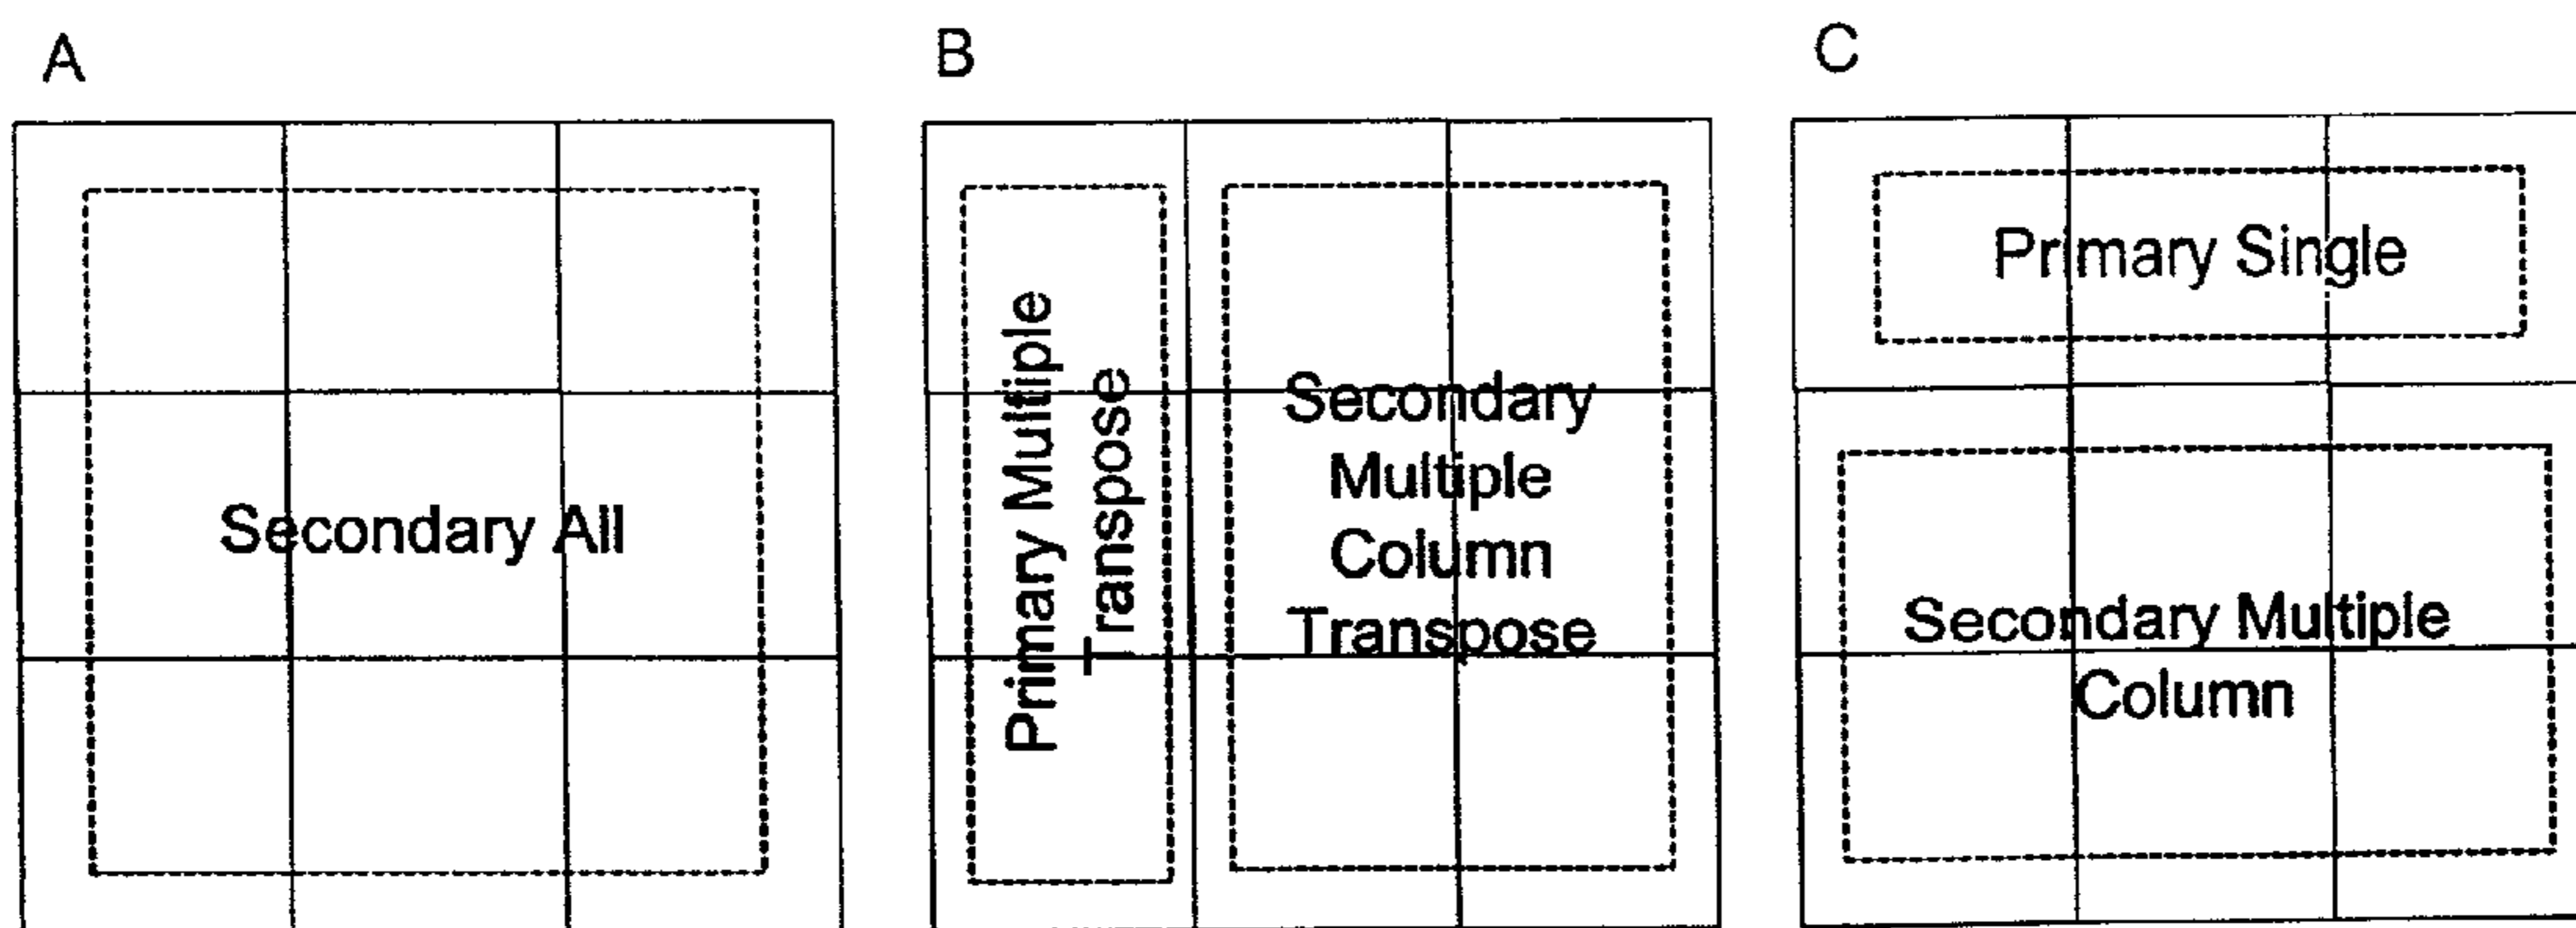 A
B
C
Secondary All
Primary Multiple
Transpose
Secondary
Multiple
Column
Transpose
Primary Single
Secondary Multiple
Column